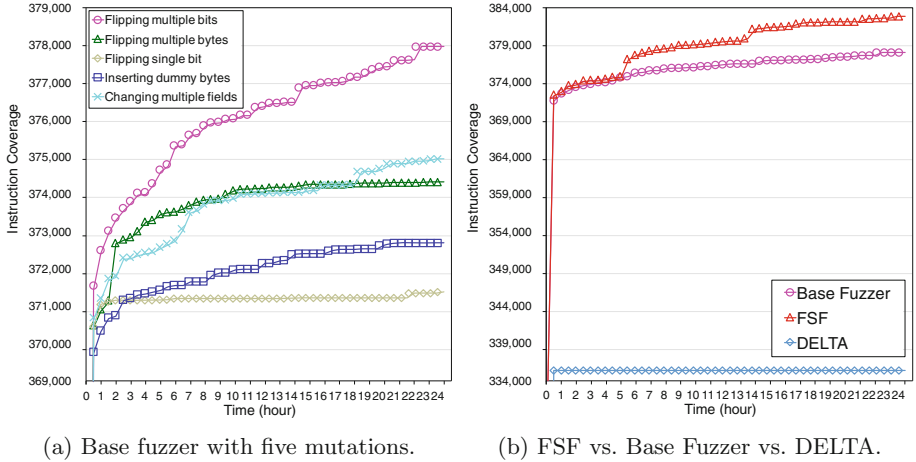 379,000
378,000
377,000
376,000
375,000
374,000
373,000
372,000
371,000
370,000
369,000
Instruction Coverage
Flipping multiple bits
Flipping multiple bytes
Flipping single bit
Inserting dummy bytes
Changing multiple fields
0 1 2 3 4 5 6 7 8 9 10 11 12 13 14 15 16 17 18 19 20 21 22 23 24
Time (hour)
(a) Base fuzzer with five mutations.
384,000
379,000
374,000
369,000
364,000
359,000
354,000
349,000
344,000
339,000
334,000
Instruction Coverage
Base Fuzzer
FSF
DELTA
0 1 2 3 4 5 6 7 8 9 10 11 12 13 14 15 16 17 18 19 20 21 22 23 24
Time (hour)
(b) FSF vs. Base Fuzzer vs. DELTA.